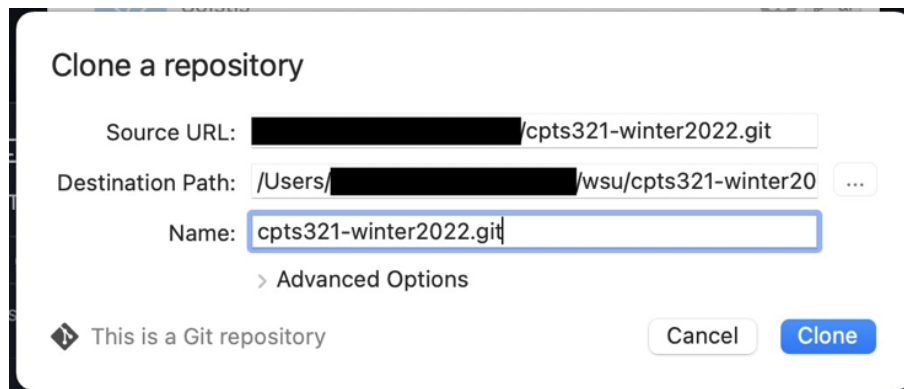 Clone a repository
Source URL: /cpts321-winter2022.git
Destination Path: /Users/ /wsu/cpts321-winter20 ...
Name: cpts321-winter2022.git
> Advanced Options
This is a Git repository Cancel Clone